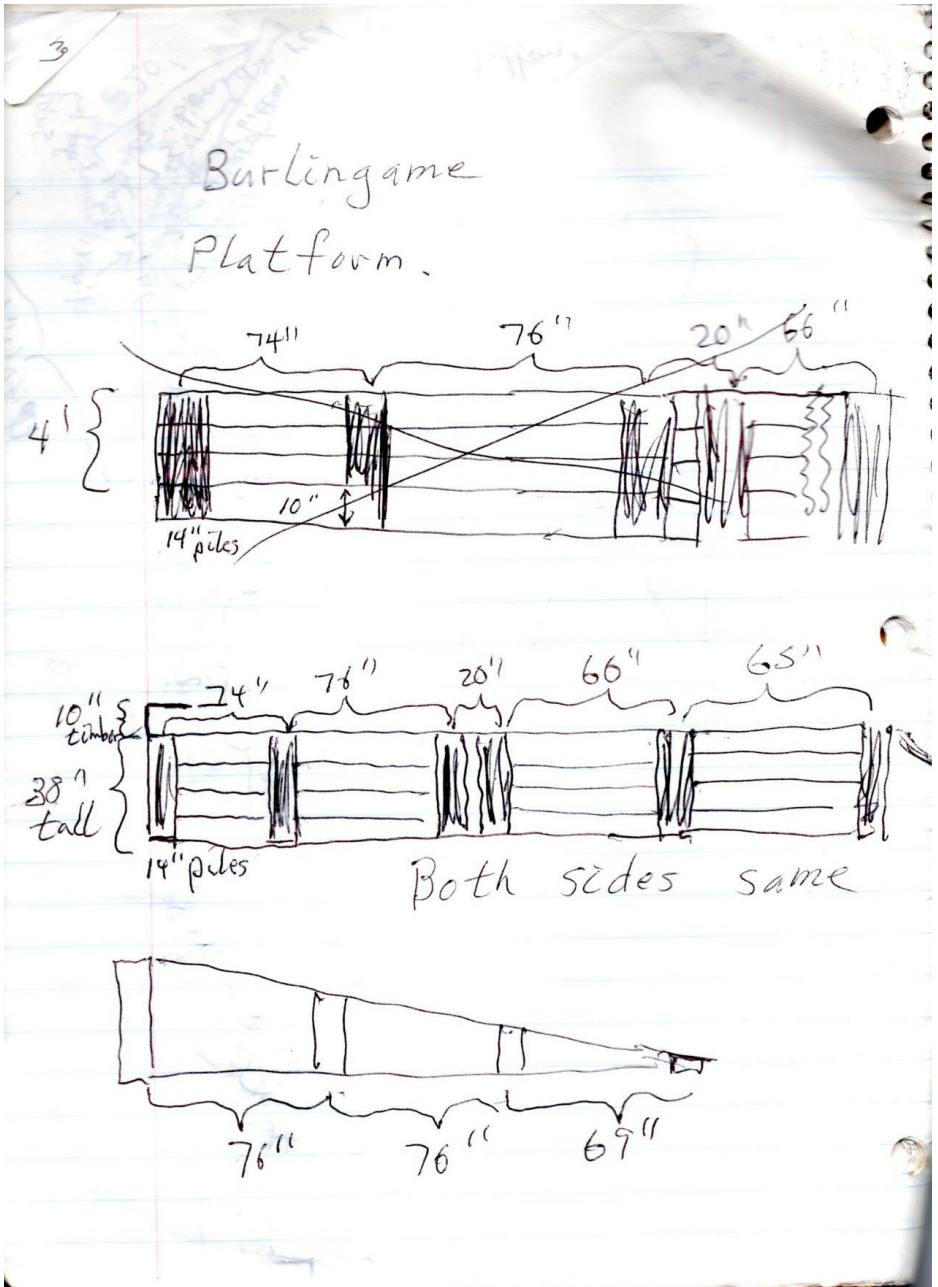 30
Burlingame
Platform.
74" 76" 20" 66"
4'
10"
14" piles
74" 76" 20" 66" 65"
10"
timber
38"
tall
14" piles
Both sides same
76" 76" 69"